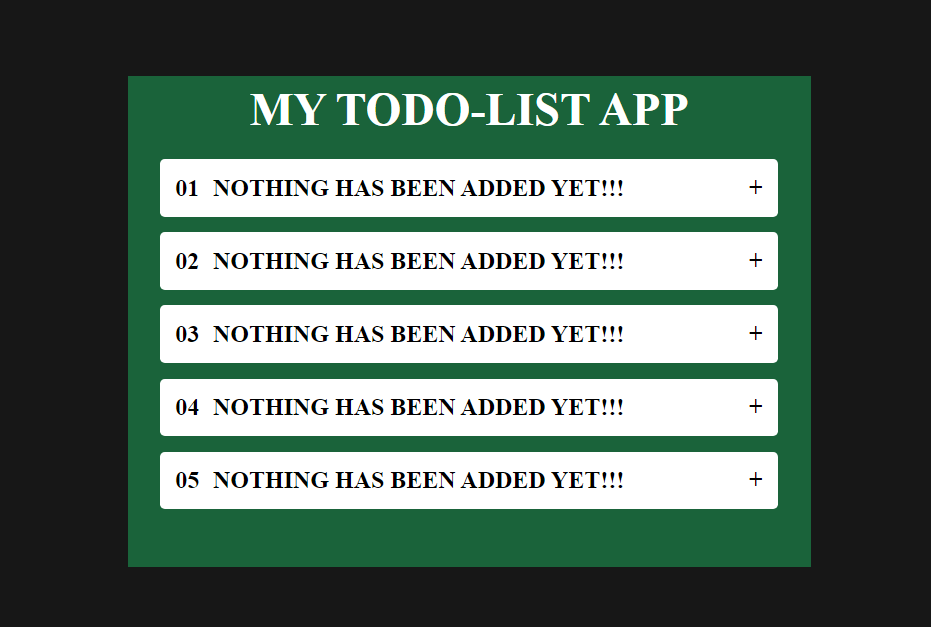 MY TODO-LIST APP
01 NOTHING HAS BEEN ADDED YET!!! +
02 NOTHING HAS BEEN ADDED YET!!! +
03 NOTHING HAS BEEN ADDED YET!!! +
04 NOTHING HAS BEEN ADDED YET!!! +
05 NOTHING HAS BEEN ADDED YET!!! +